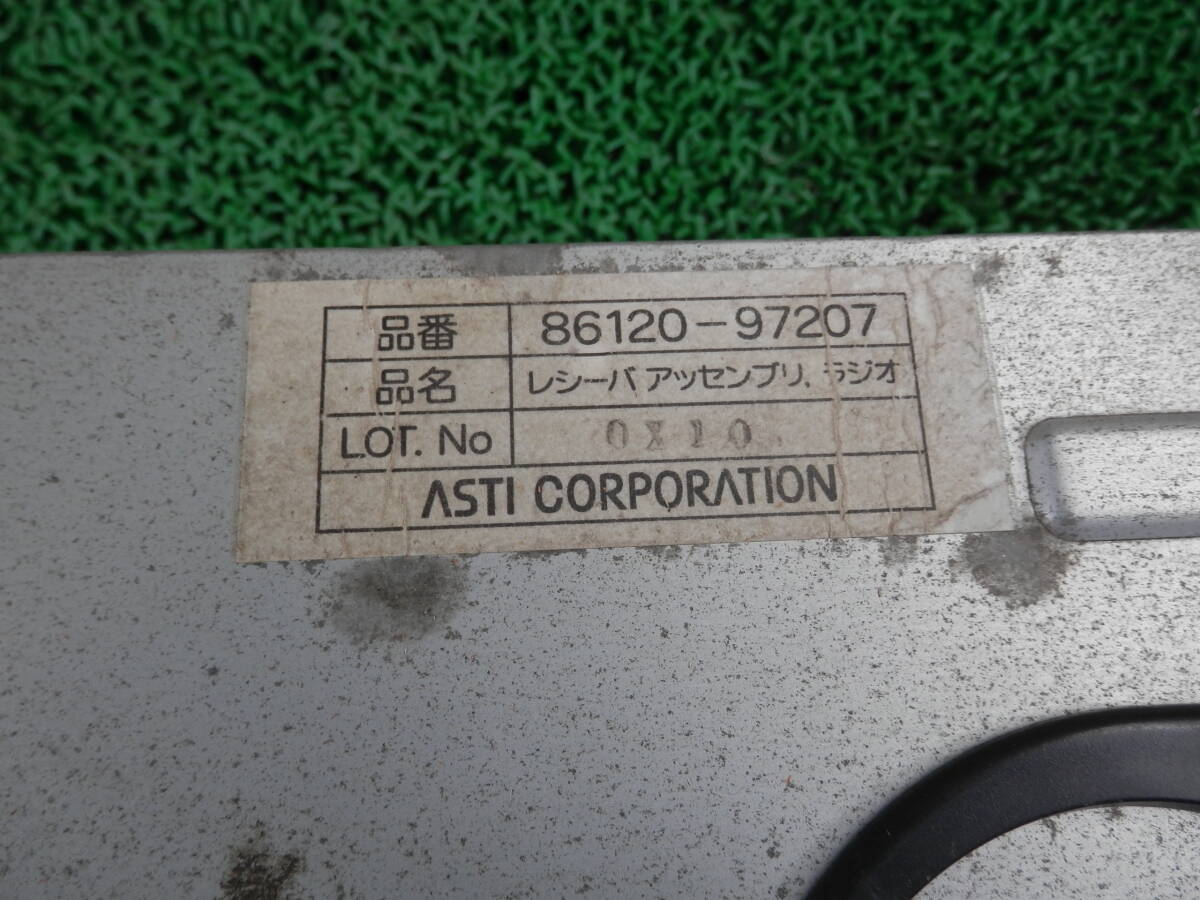 品番 86120-97207
品名 レシーバ アッセンブリ, ラジオ
LOT. No 0X10
ASTI CORPORATION